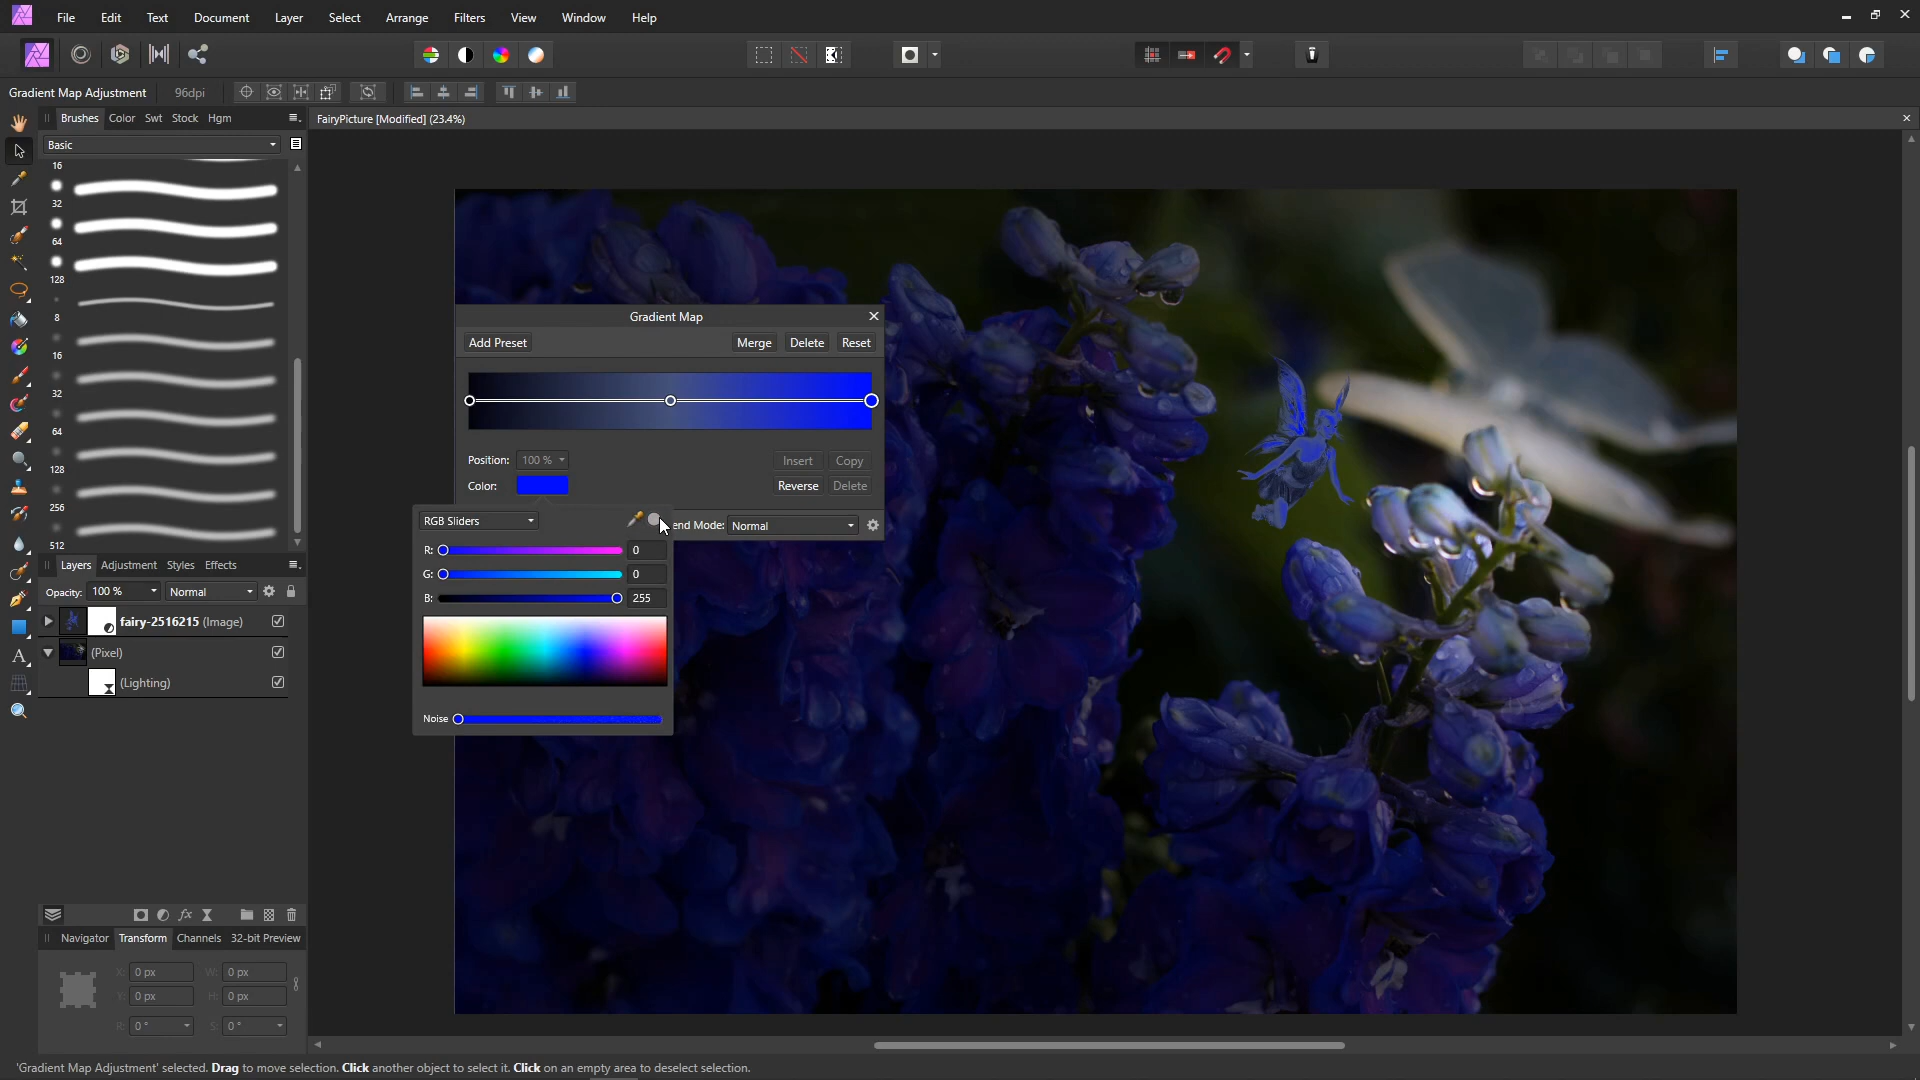 File Edit Text Document Layer Select Arrange Filters View Window Help
Gradient Map Adjustment 96dpi
Brushes Color Swt Stock Hgm
FairyPicture [Modified] (23.4%)
Basic
16
32
64
128
8
16
32
64
128
256
512
Gradient Map
Add Preset Merge Delete Reset
Position: 100 % Insert Copy
Color: Reverse Delete
RGB Sliders end Mode: Normal
R: 0
G: 0
B: 255
Noise
Layers Adjustment Styles Effects
Opacity: 100 % Normal
fairy-2516215 (Image)
(Pixel)
(Lighting)
Navigator Transform Channels 32-bit Preview
X: 0 px W: 0 px
Y: 0 px H: 0 px
R: 0 ° S: 0 °
'Gradient Map Adjustment' selected. Drag to move selection. Click another object to select it. Click on an empty area to deselect selection.